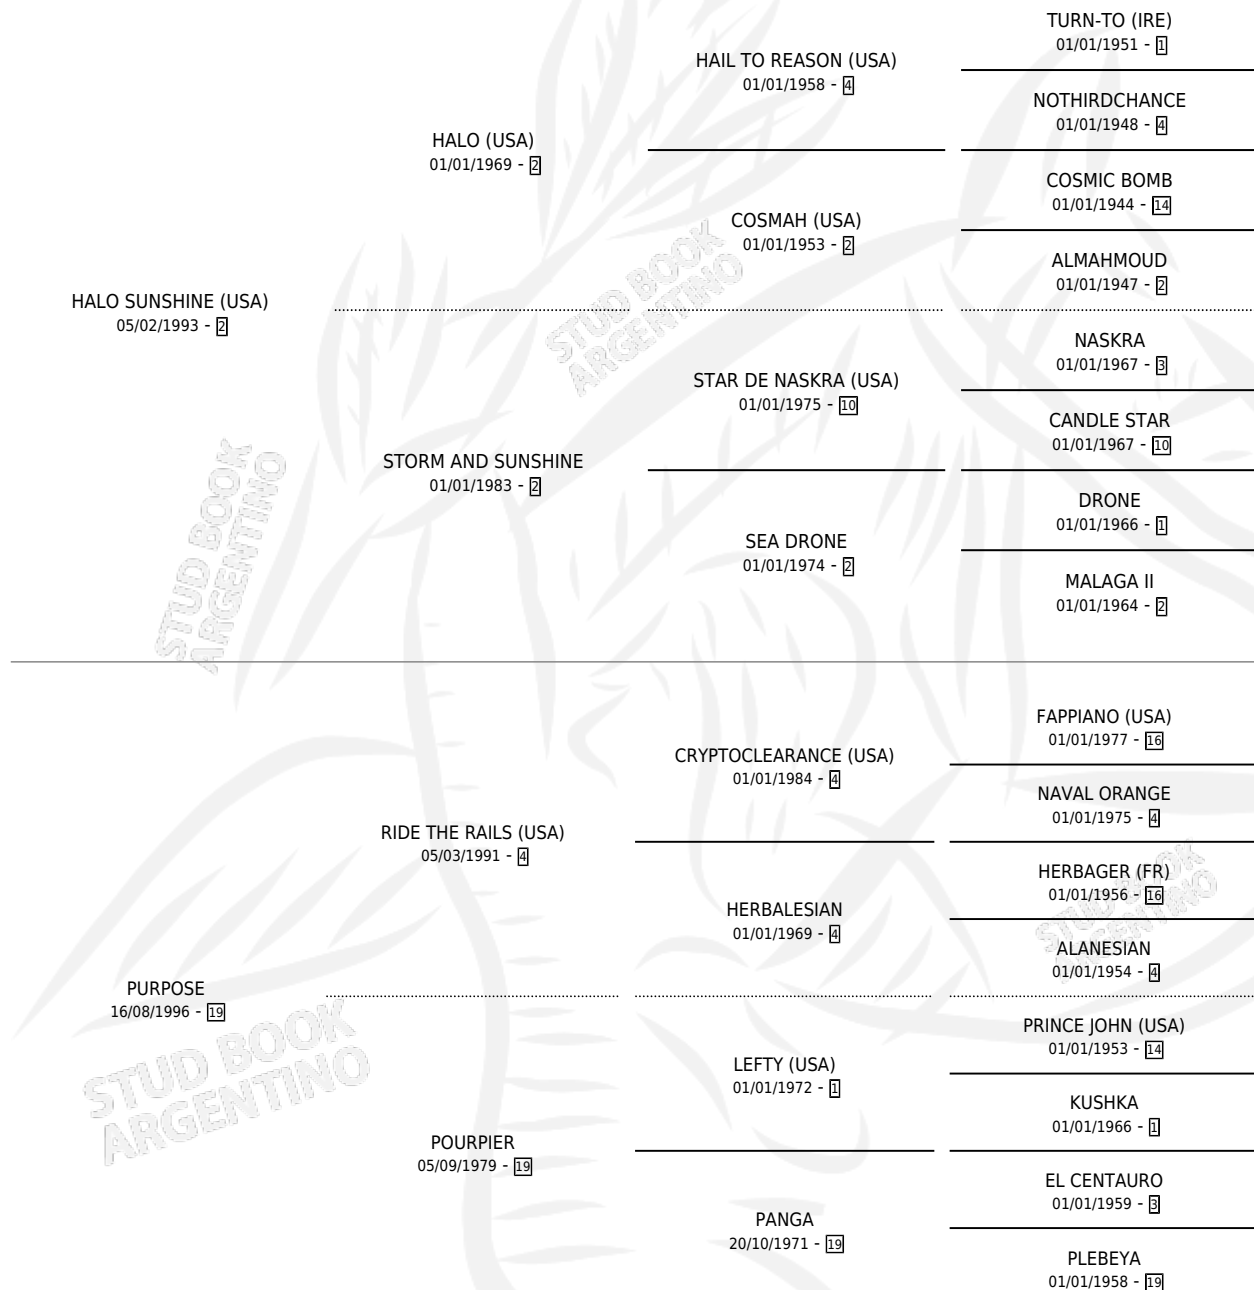 TURN-TO (IRE)
01/01/1951 - 1
HAIL TO REASON (USA)
01/01/1958 - 4
NOTHIRDCHANCE
01/01/1948 - 4
HALO (USA)
01/01/1969 - 2
COSMIC BOMB
01/01/1944 - 14
COSMAH (USA)
01/01/1953 - 2
ALMAHMOUD
01/01/1947 - 2
HALO SUNSHINE (USA)
05/02/1993 - 2
NASKRA
01/01/1967 - 3
STAR DE NASKRA (USA)
01/01/1975 - 10
CANDLE STAR
01/01/1967 - 10
STORM AND SUNSHINE
01/01/1983 - 2
DRONE
01/01/1966 - 1
SEA DRONE
01/01/1974 - 2
MALAGA II
01/01/1964 - 2
FAPPIANO (USA)
01/01/1977 - 16
CRYPTOCLEARANCE (USA)
01/01/1984 - 4
NAVAL ORANGE
01/01/1975 - 4
RIDE THE RAILS (USA)
05/03/1991 - 4
HERBAGER (FR)
01/01/1956 - 16
HERBALESIAN
01/01/1969 - 4
ALANESIAN
01/01/1954 - 4
PURPOSE
16/08/1996 - 19
PRINCE JOHN (USA)
01/01/1953 - 14
LEFTY (USA)
01/01/1972 - 1
KUSHKA
01/01/1966 - 1
POURPIER
05/09/1979 - 19
EL CENTAURO
01/01/1959 - 3
PANGA
20/10/1971 - 19
PLEBEYA
01/01/1958 - 19
STUD BOOK
ARGENTINO
STUD BOOK
ARGENTINO
STUD BOOK
ARGENTINO
STUD BOOK
ARGENTINO